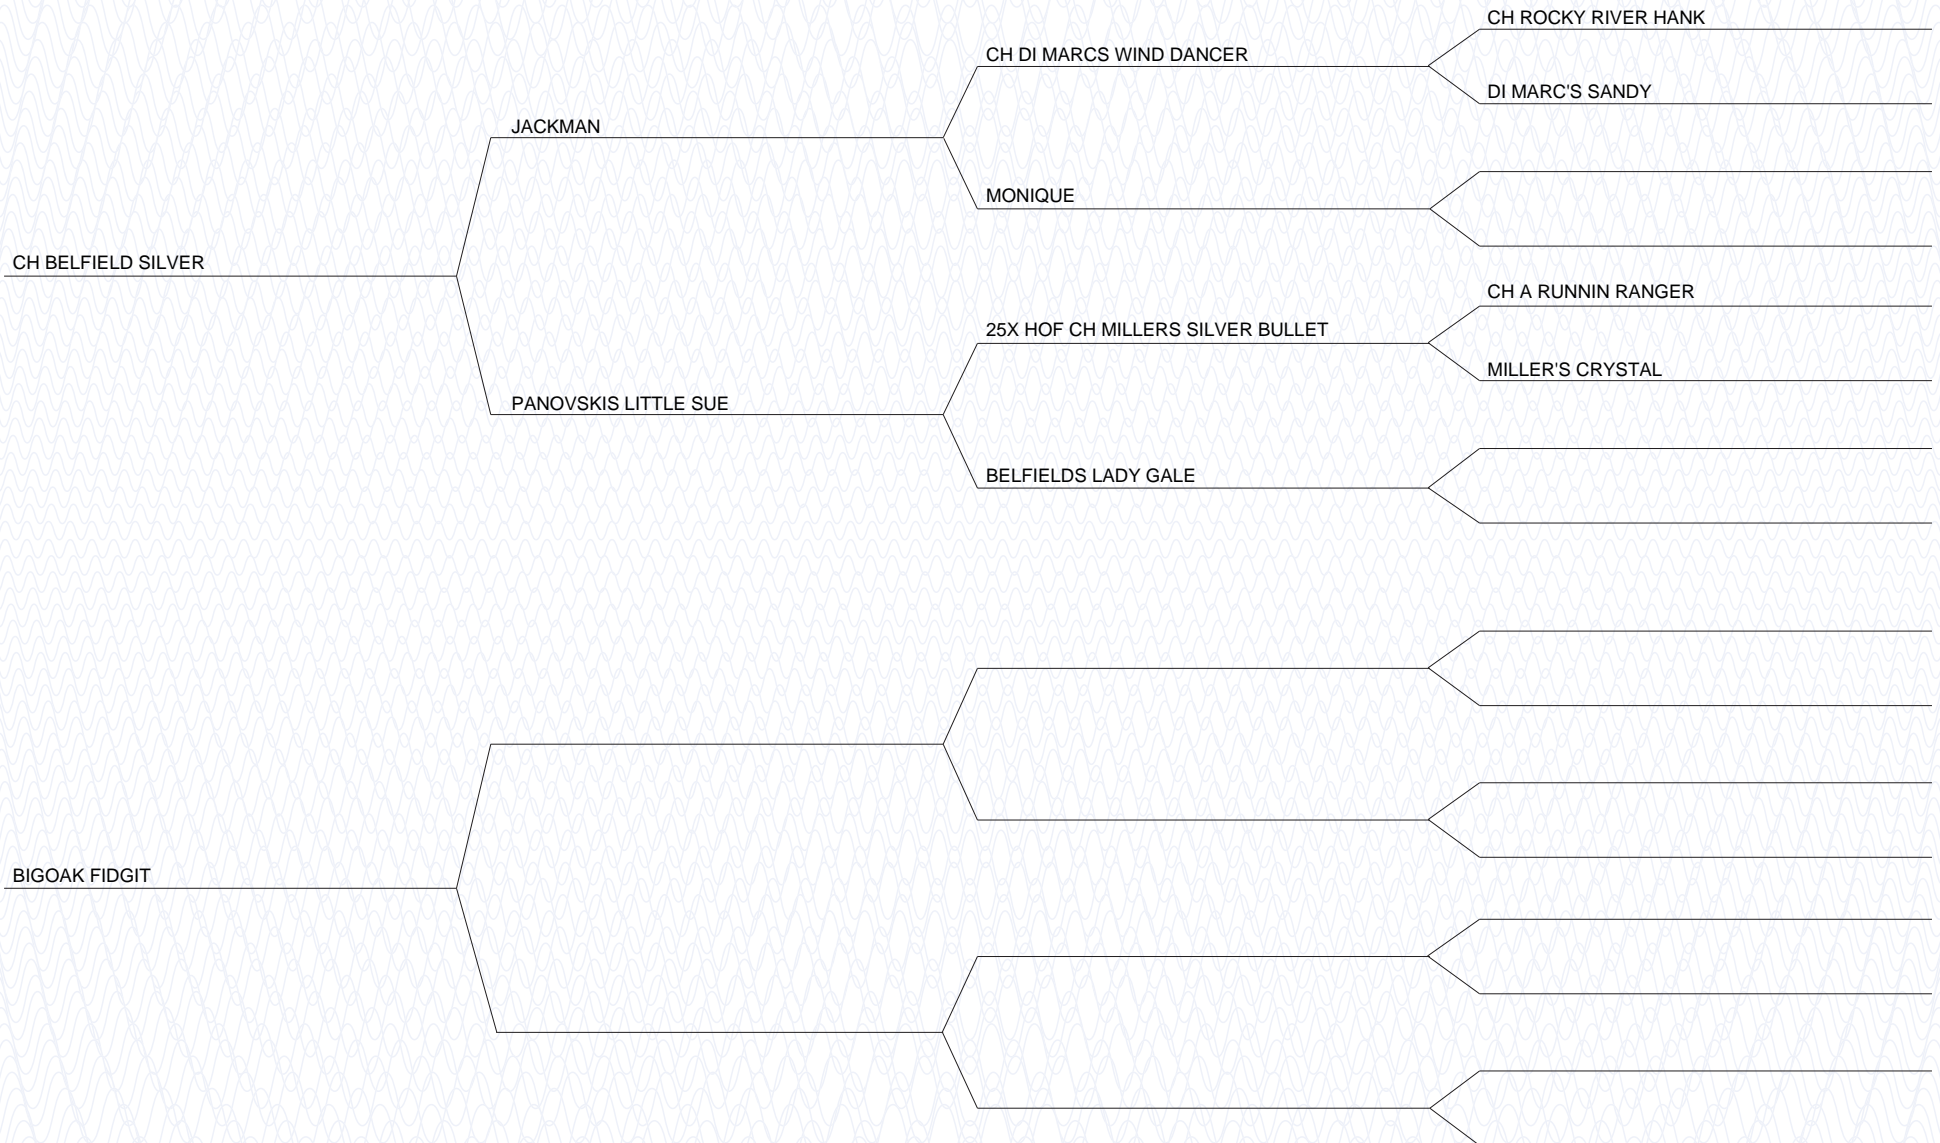 CH ROCKY RIVER HANK
CH DI MARCS WIND DANCER
DI MARC'S SANDY
JACKMAN
MONIQUE
CH BELFIELD SILVER
CH A RUNNIN RANGER
25X HOF CH MILLERS SILVER BULLET
MILLER'S CRYSTAL
PANOVSKIS LITTLE SUE
BELFIELDS LADY GALE
BIGOAK FIDGIT